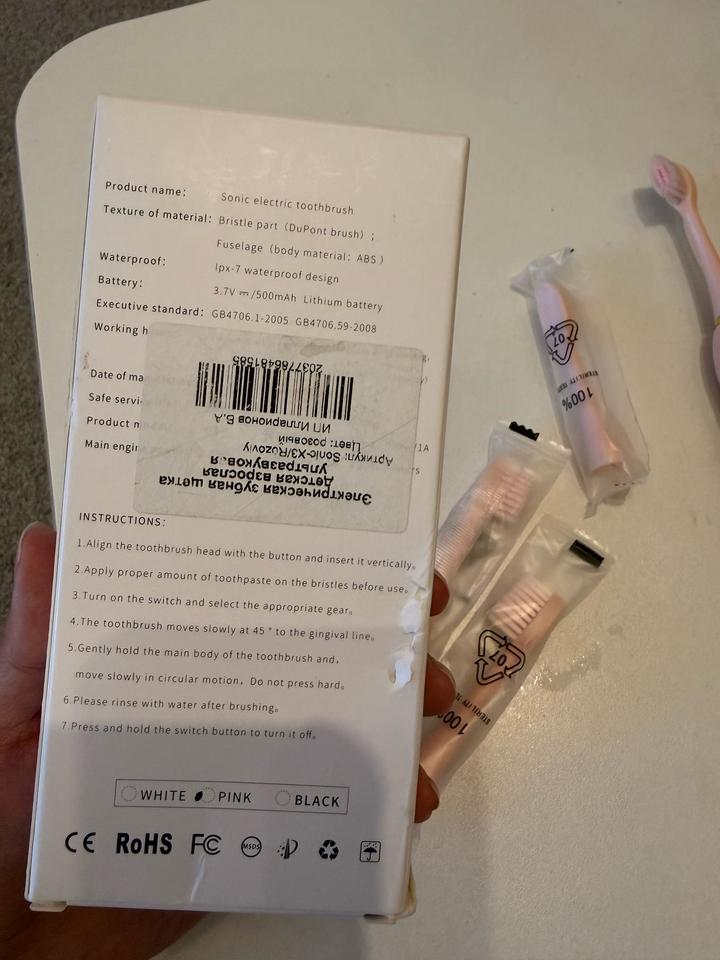 Product name: Sonic electric toothbrush
Texture of material: Bristle part (DuPont brush) ;
Fuselage (body material: ABS )
Waterproof: Ipx-7 waterproof design
Battery: 3.7V ⎓/500mAh Lithium battery
Executive standard: GB4706.1-2005 GB4706.59-2008
Working
Date of
Safe
Product
Main
/1A
Электрическая зубная щетка
детская взрослая
ультразвуковая
Артикул: Sonic-X3/Rozoviy
Цвет: розовый
ИП Илларионов В.А
2037786481585
INSTRUCTIONS:
1.Align the toothbrush head with the button and insert it vertically。
2.Apply proper amount of toothpaste on the bristles before use。
3.Turn on the switch and select the appropriate gear。
4.The toothbrush moves slowly at 45 ° to the gingival line。
5.Gently hold the main body of the toothbrush and,
move slowly in circular motion, Do not press hard。
6.Please rinse with water after brushing。
7.Press and hold the switch button to turn it off。
WHITE PINK BLACK
CE RoHS FC MSDS
07
100%
STERILITY
07
100
STERILITY